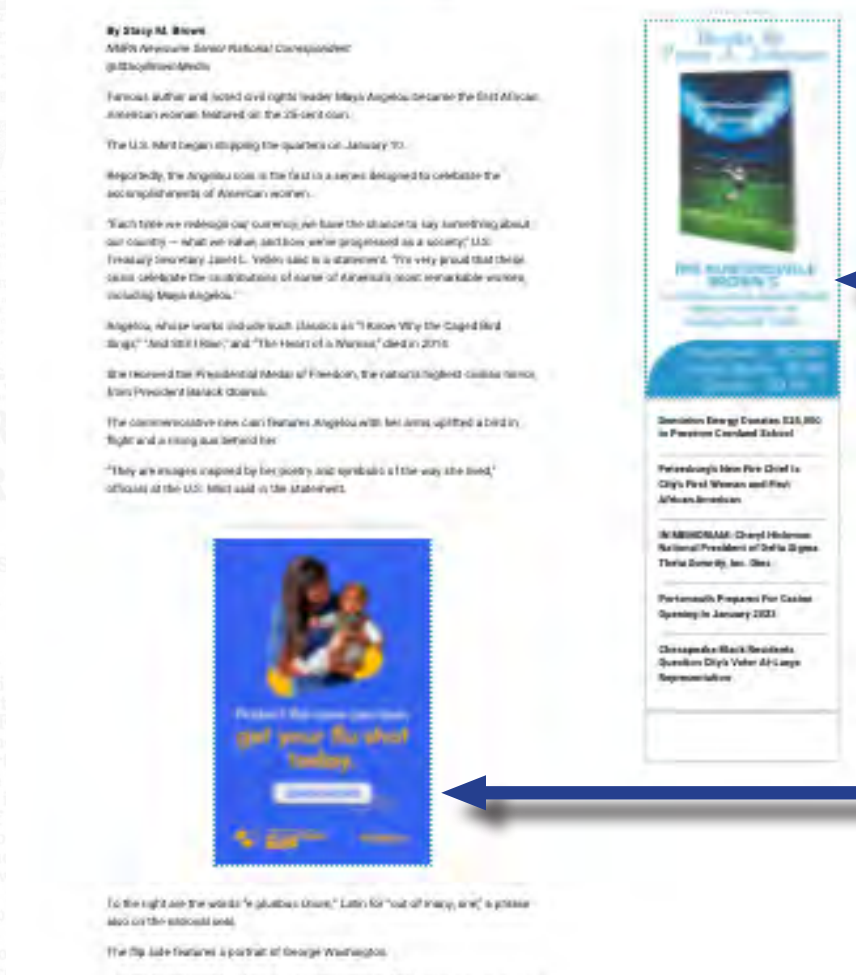 By Stacy M. Brown
NNPA Newswire Senior National Correspondent
@StacyBrownMedia
Famous author and noted civil rights leader Maya Angelou became the first African
American woman featured on the 25-cent coin.
The U.S. Mint began shipping the quarters on January 10.
Reportedly, the Angelou coin is the first in a series designed to celebrate the
accomplishments of American women.
"Each time we redesign our currency, we have the chance to say something about
our country — what we value, and how we've progressed as a society," U.S.
Treasury Secretary Janet L. Yellen said in a statement. "I'm very proud that these
coins celebrate the contributions of some of America's most remarkable women,
including Maya Angelou."
Angelou, whose works include such classics as "I Know Why the Caged Bird
Sings," "And Still I Rise," and "The Heart of a Woman," died in 2014.
She received the Presidential Medal of Freedom, the nation's highest civilian honor,
from President Barack Obama.
The commemorative new coin features Angelou with her arms uplifted a bird in
flight and a rising sun behind her.
"They are images inspired by her poetry and symbolic of the way she lived,"
officials at the U.S. Mint said in the statement.
get your flu shot
today.
To the right are the words "e pluribus Unum," Latin for "out of many, one," a phrase
also on the national seal.
The flip side features a portrait of George Washington.
BROWN'S
Dominion Energy Donates
to
School
Petersburg's New Fire Chief Is
City's First Woman and First
African American
IN MEMORIAM: Cheryl Hickmon
National President of Delta Sigma
Theta Sorority, Inc. Dies
Portsmouth Prepares For Casino
Opening In January 2023
Chesapeake Black Residents
Question City's Voter At-Large
Representation